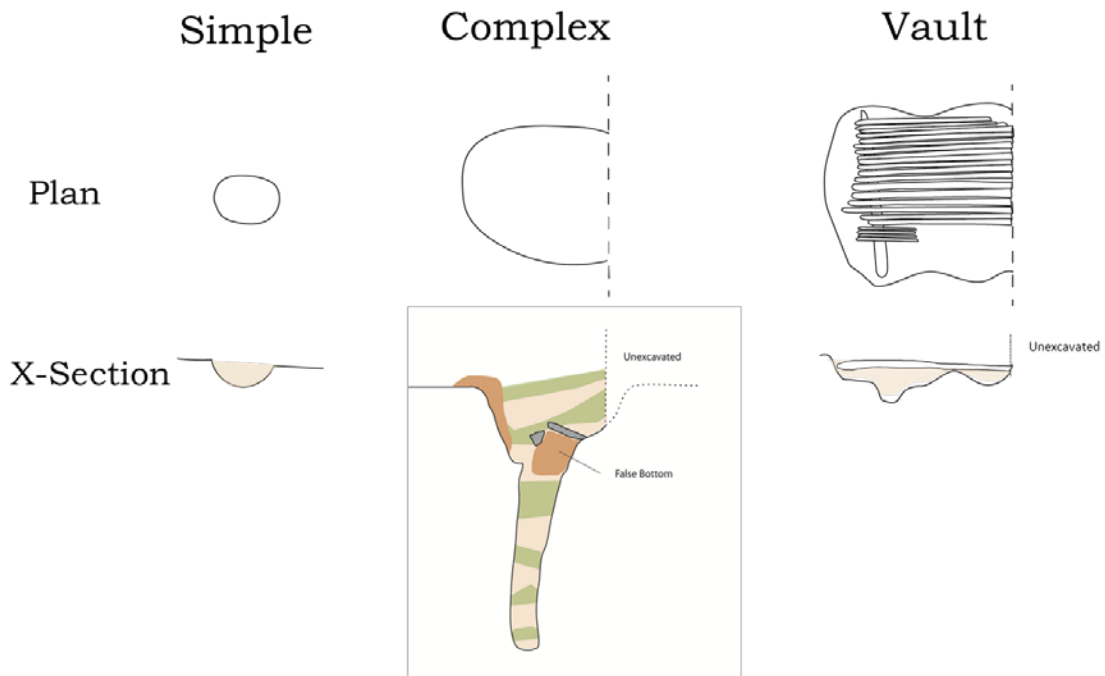 Simple
Complex
Vault
Plan
X-Section
Unexcavated
Unexcavated
False Bottom